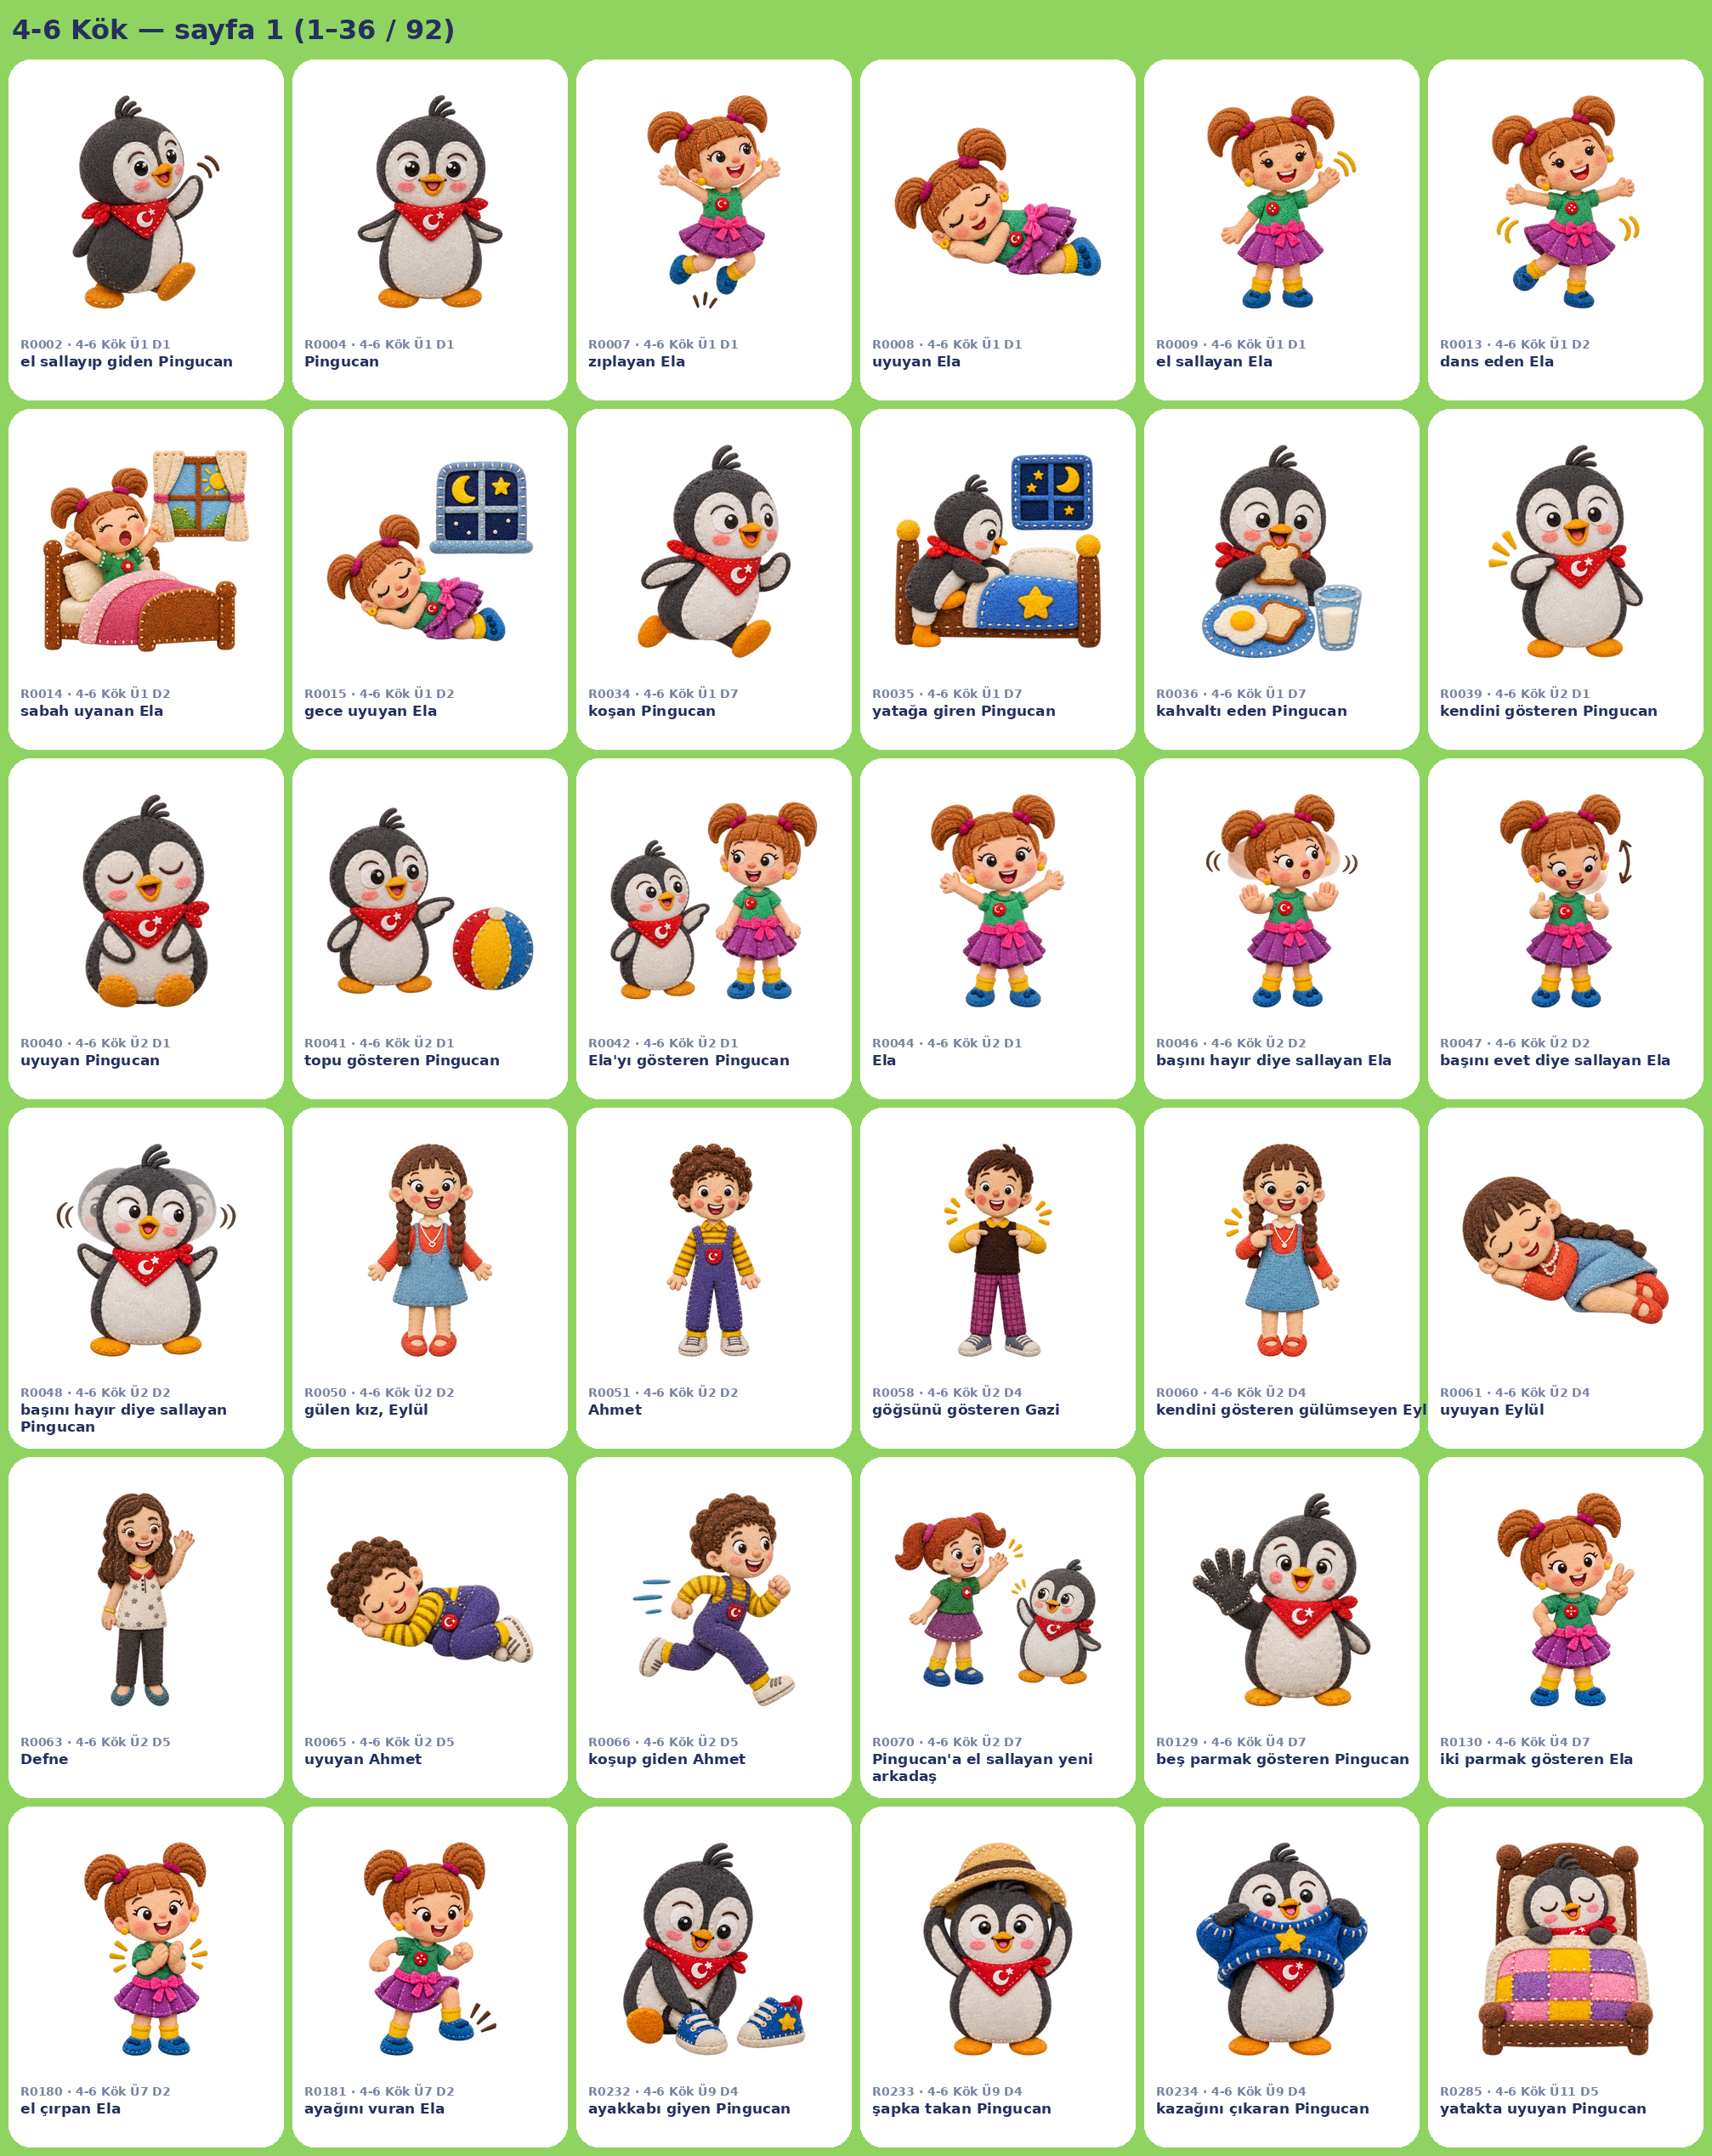 4-6 Kök — sayfa 1 (1–36 / 92)
R0002 · 4-6 Kök Ü1 D1
el sallayıp giden Pingucan
R0004 · 4-6 Kök Ü1 D1
Pingucan
R0007 · 4-6 Kök Ü1 D1
zıplayan Ela
R0008 · 4-6 Kök Ü1 D1
uyuyan Ela
R0009 · 4-6 Kök Ü1 D1
el sallayan Ela
R0013 · 4-6 Kök Ü1 D2
dans eden Ela
R0014 · 4-6 Kök Ü1 D2
sabah uyanan Ela
R0015 · 4-6 Kök Ü1 D2
gece uyuyan Ela
R0034 · 4-6 Kök Ü1 D7
koşan Pingucan
R0035 · 4-6 Kök Ü1 D7
yatağa giren Pingucan
R0036 · 4-6 Kök Ü1 D7
kahvaltı eden Pingucan
R0039 · 4-6 Kök Ü2 D1
kendini gösteren Pingucan
R0040 · 4-6 Kök Ü2 D1
uyuyan Pingucan
R0041 · 4-6 Kök Ü2 D1
topu gösteren Pingucan
R0042 · 4-6 Kök Ü2 D1
Ela'yı gösteren Pingucan
R0044 · 4-6 Kök Ü2 D1
Ela
R0046 · 4-6 Kök Ü2 D2
başını hayır diye sallayan Ela
R0047 · 4-6 Kök Ü2 D2
başını evet diye sallayan Ela
R0048 · 4-6 Kök Ü2 D2
başını hayır diye sallayan
Pingucan
R0050 · 4-6 Kök Ü2 D2
gülen kız, Eylül
R0051 · 4-6 Kök Ü2 D2
Ahmet
R0058 · 4-6 Kök Ü2 D4
göğsünü gösteren Gazi
R0060 · 4-6 Kök Ü2 D4
kendini gösteren gülümseyen Eyl
R0061 · 4-6 Kök Ü2 D4
uyuyan Eylül
R0063 · 4-6 Kök Ü2 D5
Defne
R0065 · 4-6 Kök Ü2 D5
uyuyan Ahmet
R0066 · 4-6 Kök Ü2 D5
koşup giden Ahmet
R0070 · 4-6 Kök Ü2 D7
Pingucan'a el sallayan yeni
arkadaş
R0129 · 4-6 Kök Ü4 D7
beş parmak gösteren Pingucan
R0130 · 4-6 Kök Ü4 D7
iki parmak gösteren Ela
R0180 · 4-6 Kök Ü7 D2
el çırpan Ela
R0181 · 4-6 Kök Ü7 D2
ayağını vuran Ela
R0232 · 4-6 Kök Ü9 D4
ayakkabı giyen Pingucan
R0233 · 4-6 Kök Ü9 D4
şapka takan Pingucan
R0234 · 4-6 Kök Ü9 D4
kazağını çıkaran Pingucan
R0285 · 4-6 Kök Ü11 D5
yatakta uyuyan Pingucan